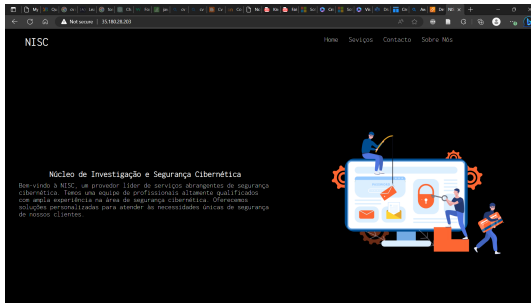 Not secure | 35.180.28.203
NISC
Home Seviços Contacto Sobre Nós
Núcleo de Investigação e Segurança Cibernética
Bem-vindo à NISC, um provedor líder de serviços abrangentes de segurança
cibernética. Temos uma equipe de profissionais altamente qualificados
com ampla experiência na área de segurança cibernética. Oferecemos
soluções personalizadas para atender às necessidades únicas de segurança
de nossos clientes.